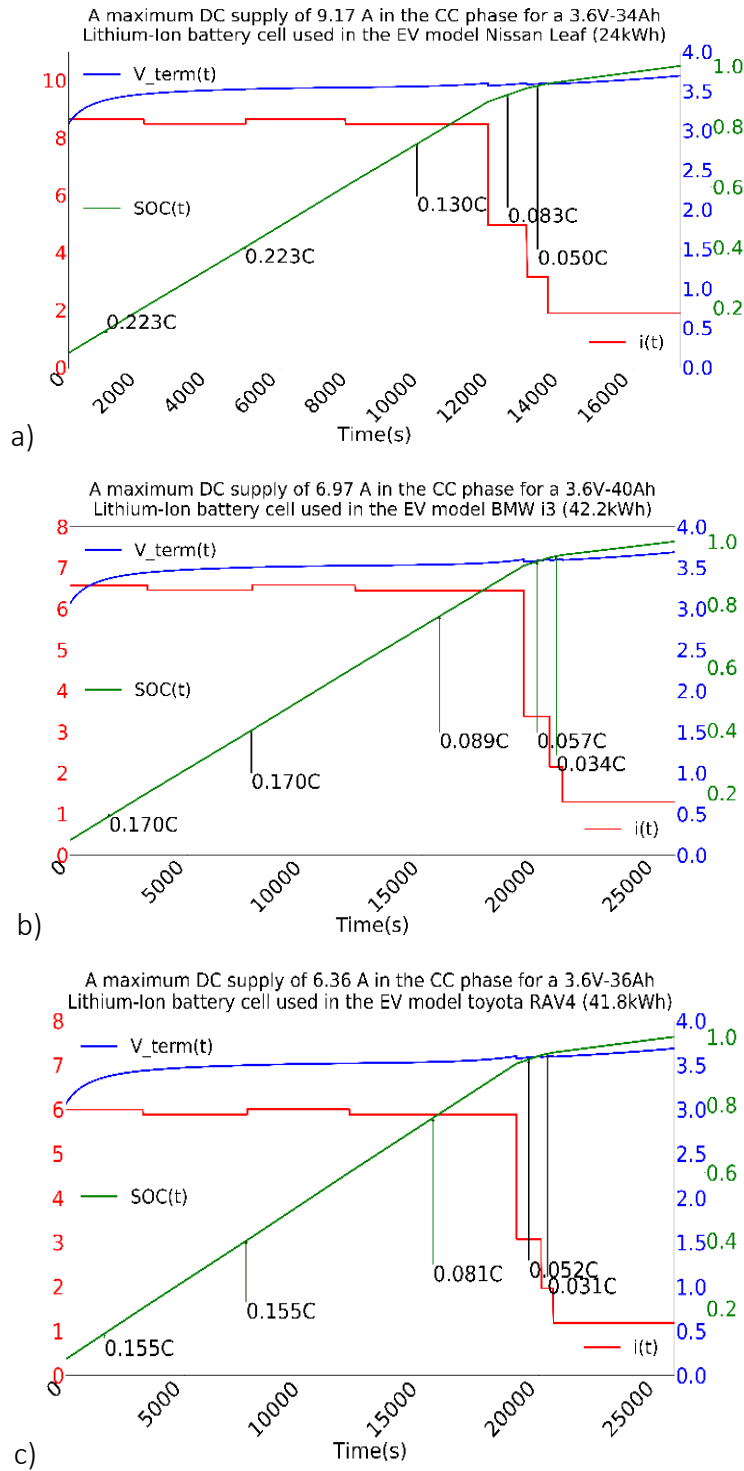 A maximum DC supply of 9.17 A in the CC phase for a 3.6V-34Ah
Lithium-Ion battery cell used in the EV model Nissan Leaf (24kWh)
10
8
6
4
2
0
V_term(t)
SOC(t)
0.223C
0.223C
0.130C
0.083C
0.050C
i(t)
4.0
3.5
3.0
2.5
2.0
1.5
1.0
0.5
0.0
1.0
0.8
0.6
0.4
0.2
0
2000
4000
6000
8000
10000
12000
14000
16000
Time(s)
a)
A maximum DC supply of 6.97 A in the CC phase for a 3.6V-40Ah
Lithium-Ion battery cell used in the EV model BMW i3 (42.2kWh)
8
7
6
5
4
3
2
1
0
V_term(t)
SOC(t)
0.170C
0.170C
0.089C
0.057C
0.034C
i(t)
4.0
3.5
3.0
2.5
2.0
1.5
1.0
0.5
0.0
1.0
0.8
0.6
0.4
0.2
0
5000
10000
15000
20000
25000
Time(s)
b)
A maximum DC supply of 6.36 A in the CC phase for a 3.6V-36Ah
Lithium-Ion battery cell used in the EV model toyota RAV4 (41.8kWh)
8
7
6
5
4
3
2
1
0
V_term(t)
SOC(t)
0.155C
0.155C
0.081C
0.052C
0.031C
i(t)
4.0
3.5
3.0
2.5
2.0
1.5
1.0
0.5
0.0
1.0
0.8
0.6
0.4
0.2
0
5000
10000
15000
20000
25000
Time(s)
c)